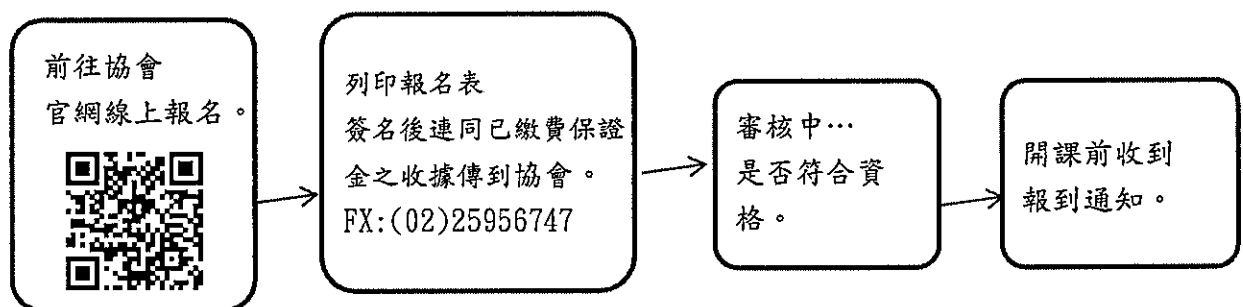 前往協會
官網線上報名。
列印報名表
簽名後連同已繳費保證
金之收據傳到協會。
FX:(02)25956747
審核中…
是否符合資
格。
開課前收到
報到通知。